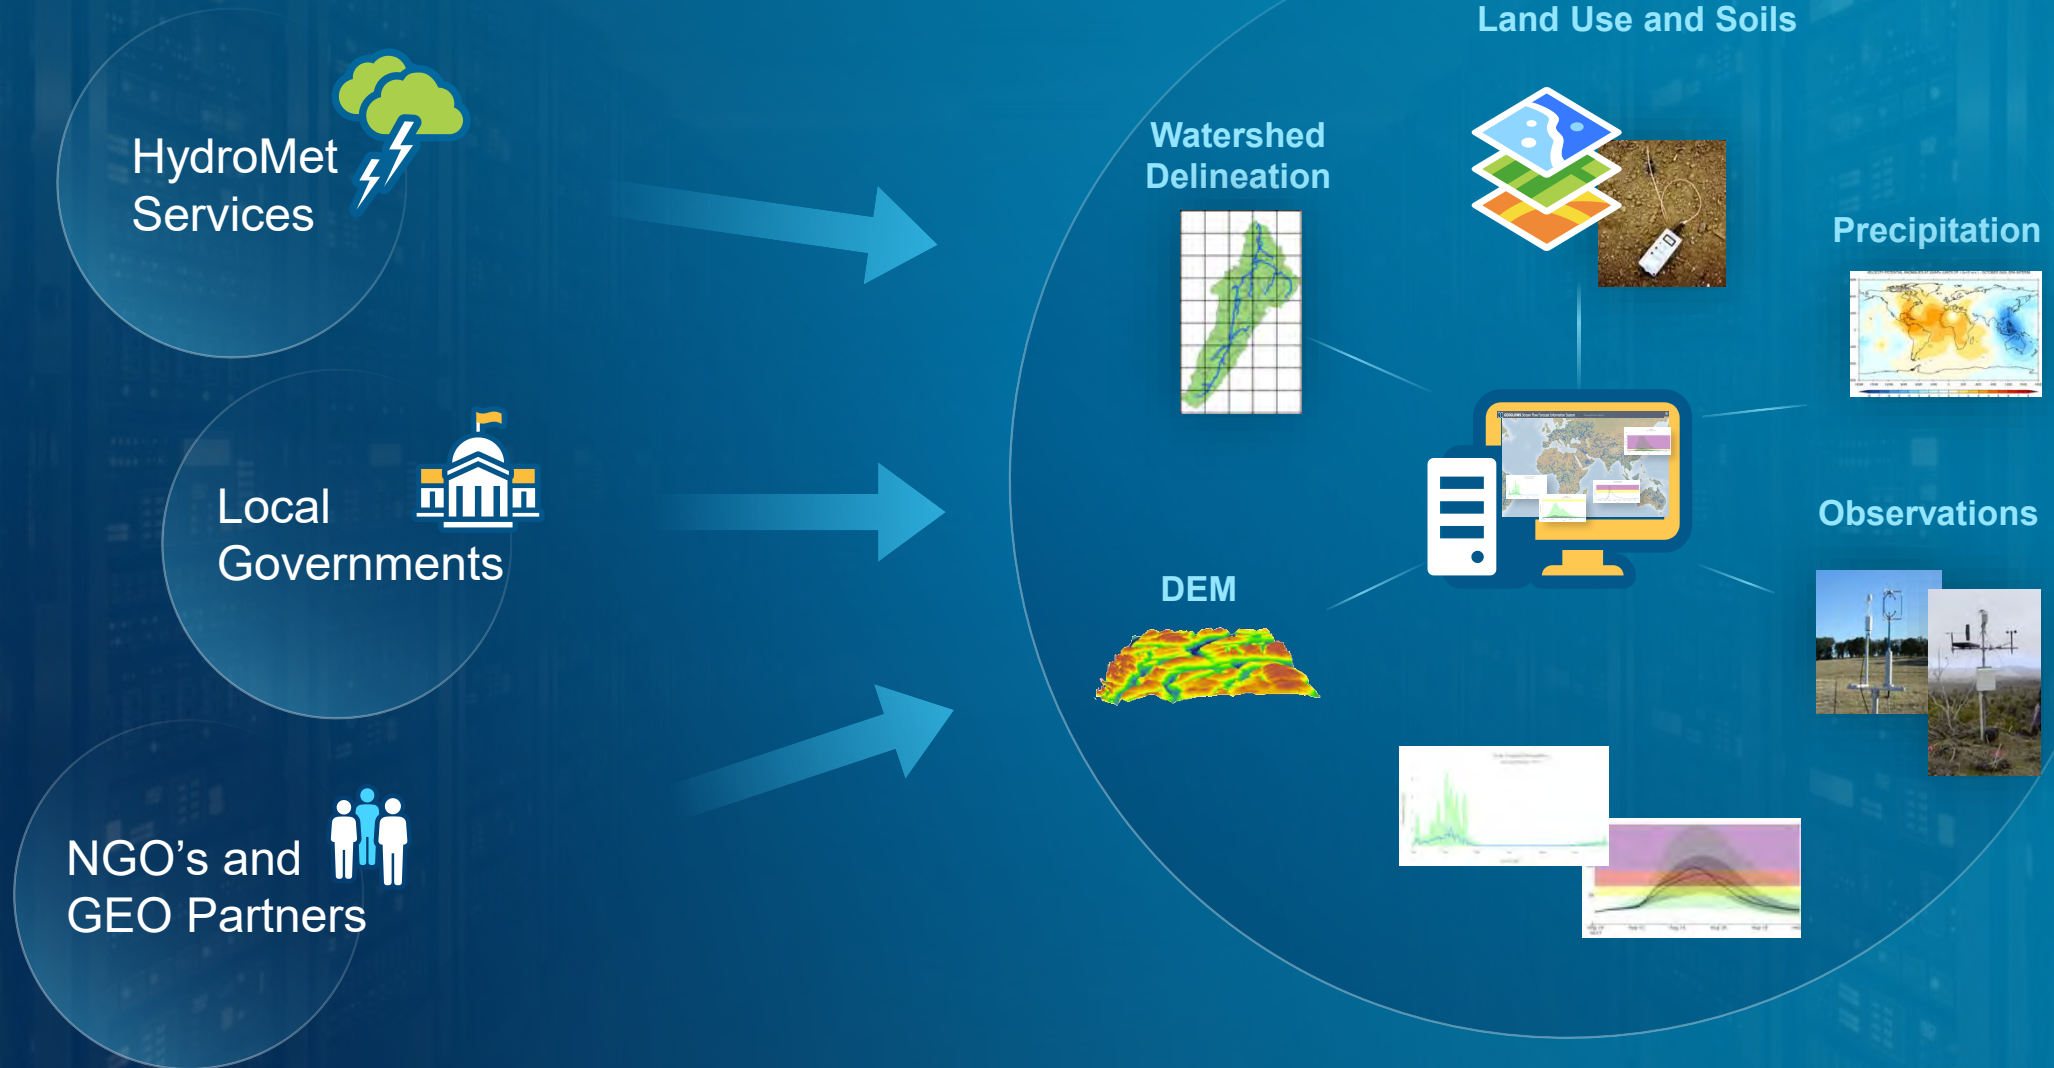 Land Use and Soils
HydroMet
Services
Watershed
Delineation
Precipitation
Local
Governments
Observations
DEM
NGO’s and
GEO Partners